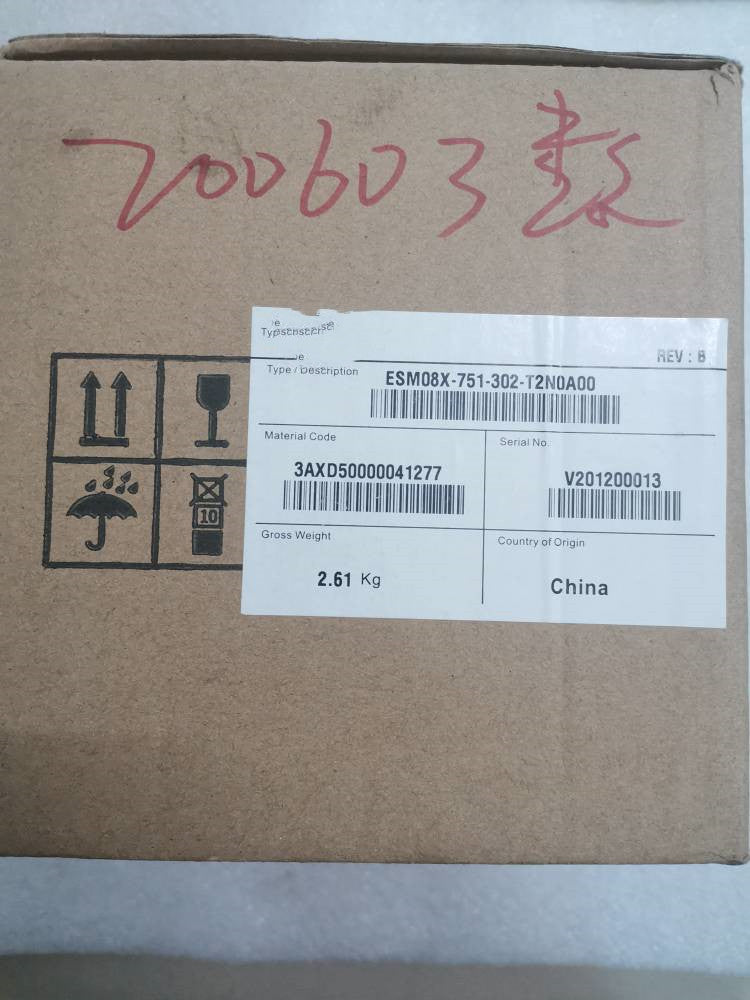 200603
REV : B
Type / Description
ESM08X-751-302-T2N0A00
Material Code
3AXD50000041277
Serial No.
V201200013
Gross Weight
2.61 Kg
Country of Origin
China
10